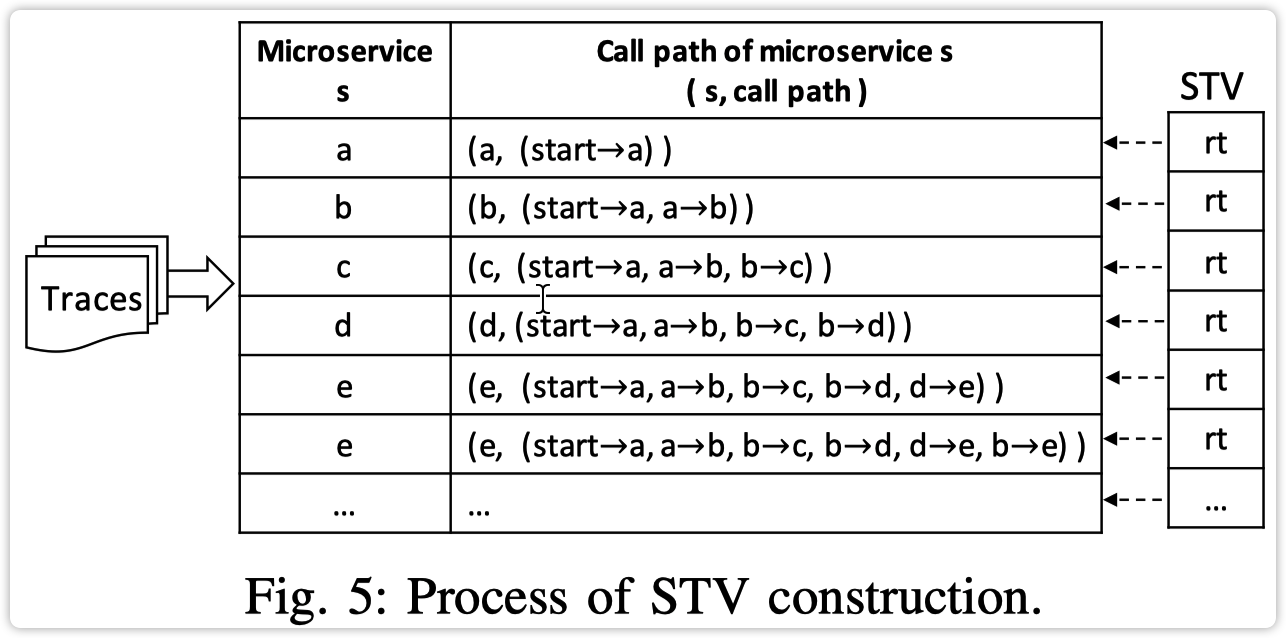 Microservice
s
Call path of microservice s
( s, call path )
STV
a
(a, (start→a) )
rt
b
(b, (start→a, a→b) )
rt
Traces
c
(c, (start→a, a→b, b→c) )
rt
d
(d, (start→a, a→b, b→c, b→d) )
rt
e
(e, (start→a, a→b, b→c, b→d, d→e) )
rt
e
(e, (start→a, a→b, b→c, b→d, d→e, b→e) )
rt
...
...
...
Fig. 5: Process of STV construction.